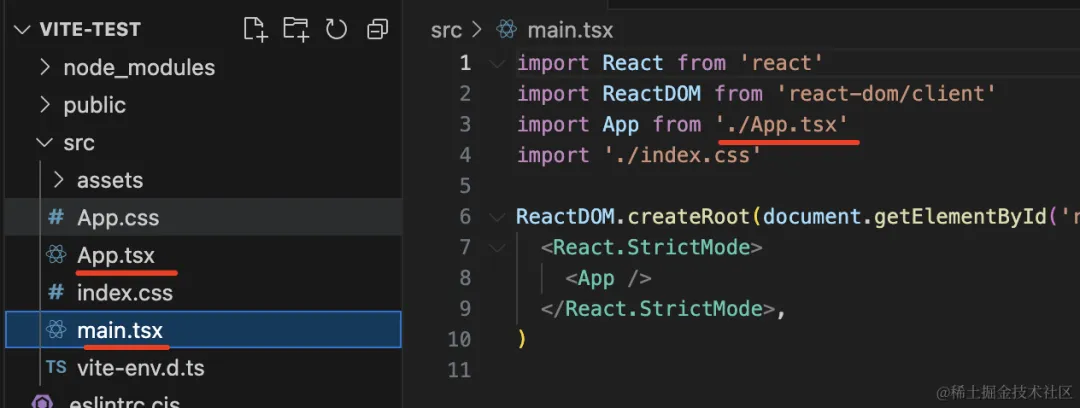 VITE-TEST
node_modules
public
src
assets
# App.css
App.tsx
# index.css
main.tsx
TS vite-env.d.ts
.eslintrc.cjs
src > main.tsx
1 import React from 'react'
2 import ReactDOM from 'react-dom/client'
3 import App from './App.tsx'
4 import './index.css'
5
6 ReactDOM.createRoot(document.getElementById('r
7 <React.StrictMode>
8 <App />
9 </React.StrictMode>,
10 )
11
@稀土掘金技术社区